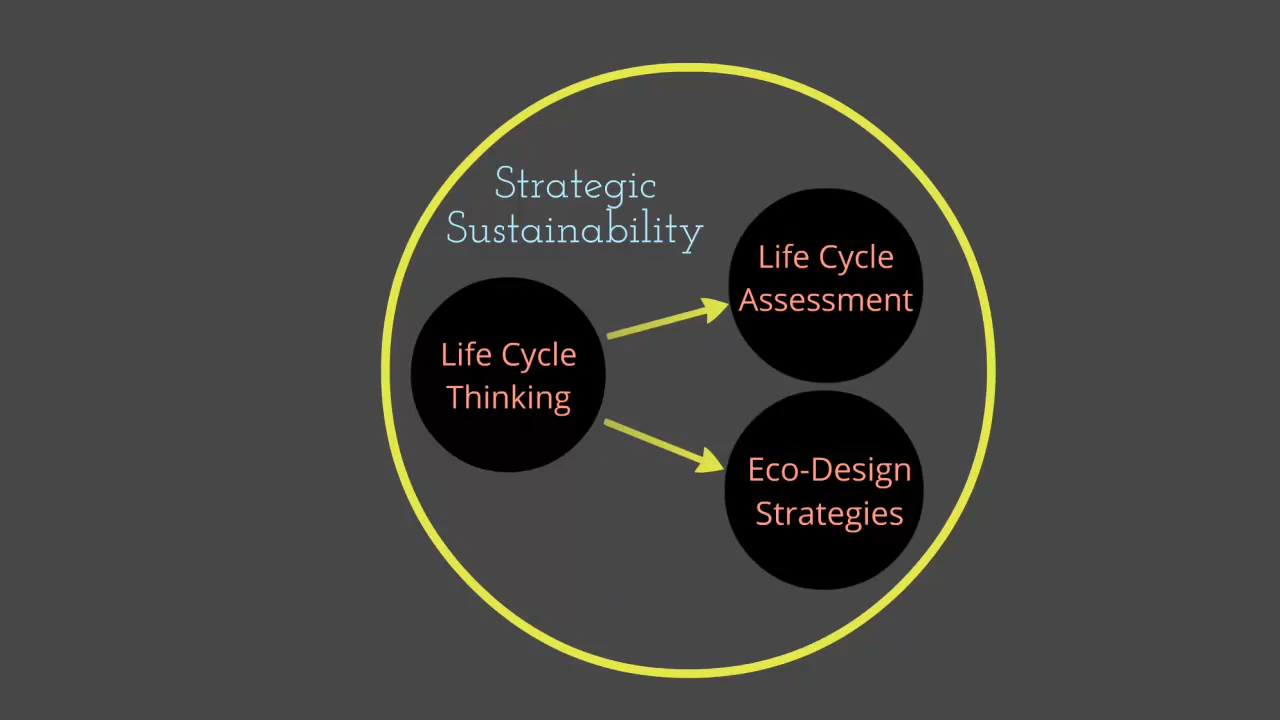 Strategic
Sustainability
Life Cycle
Thinking
Life Cycle
Assessment
Eco-Design
Strategies